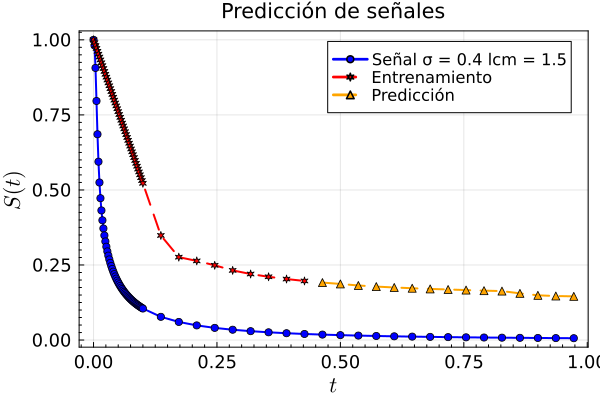 Predicción de señales
Señal σ = 0.4 lcm = 1.5
Entrenamiento
Predicción
S(t)
1.00
0.75
0.50
0.25
0.00
0.00 0.25 0.50 0.75 1.00
t